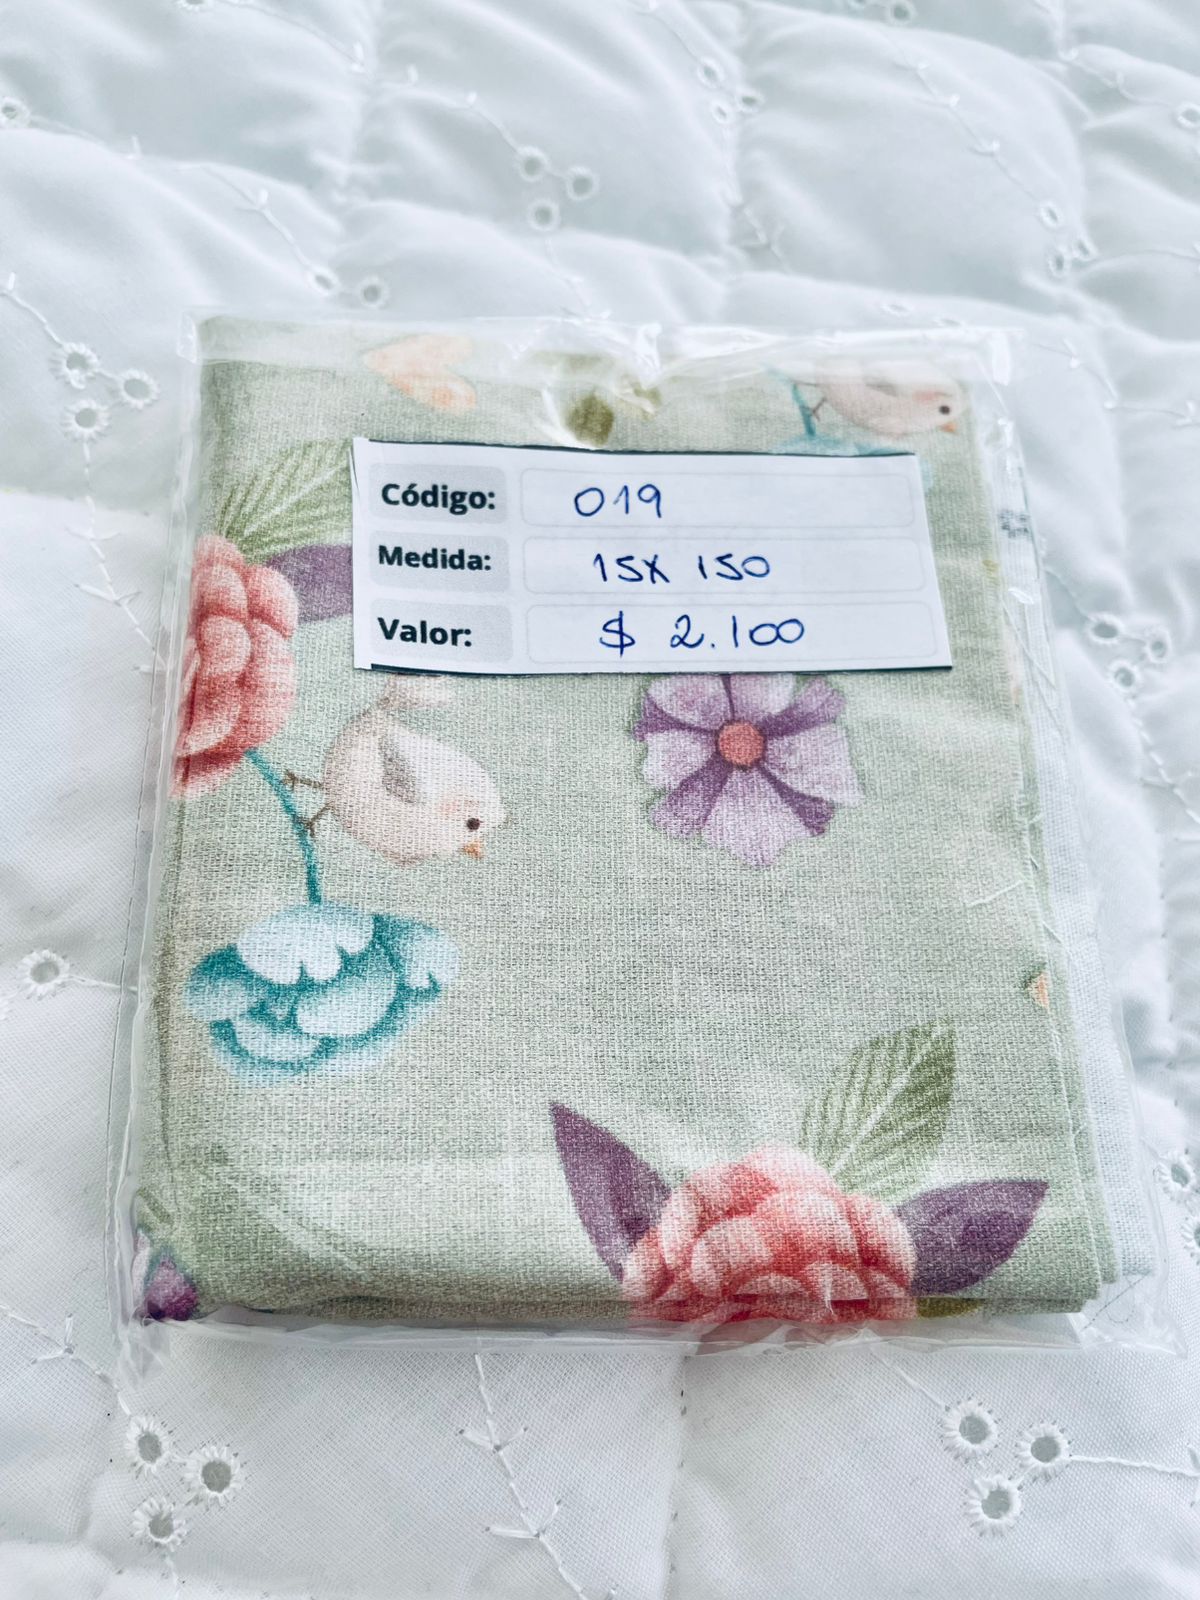 Código: 019
Medida: 15X 150
Valor: $ 2.100